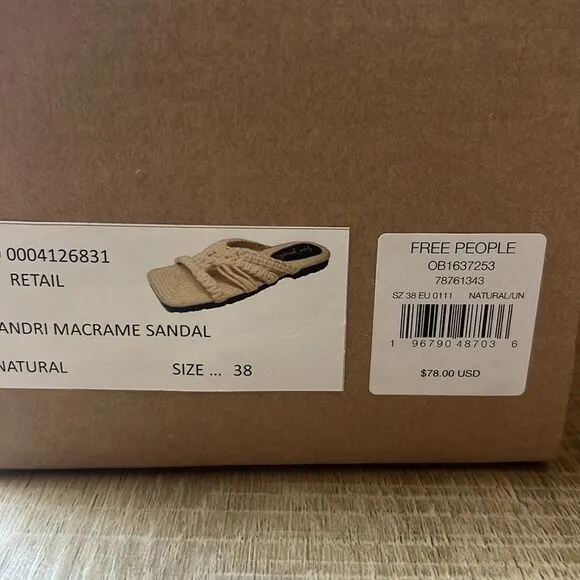 0004126831
RETAIL
ANDRI MACRAME SANDAL
NATURAL
SIZE ... 38
FREE PEOPLE
OB1637253
78761343
SZ 38 EU 0111 NATURAL/UN
1 96790 48703 6
$78.00 USD